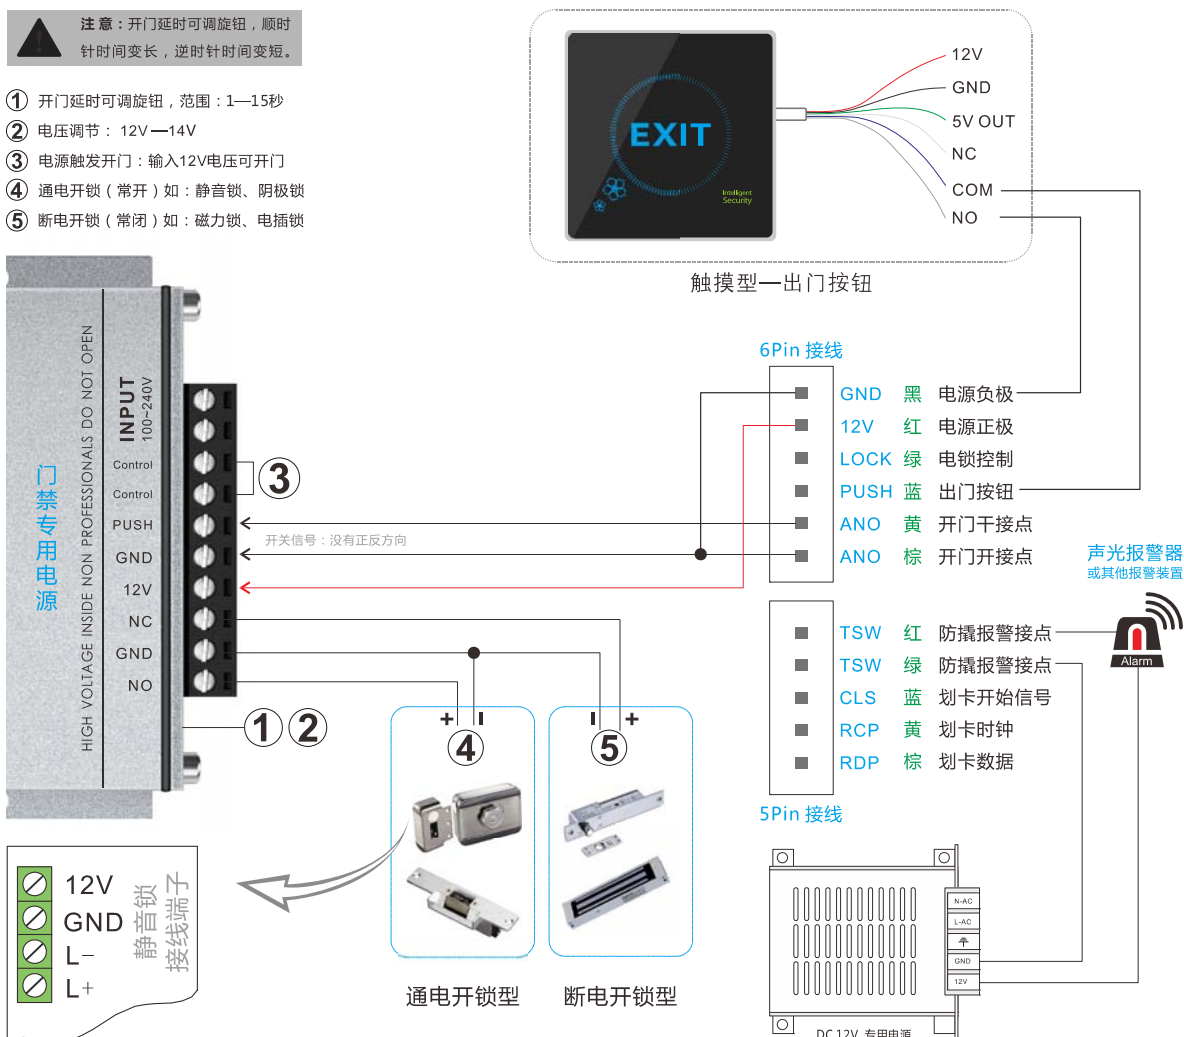 注意：开门延时可调旋钮，顺时
针时间变长，逆时针时间变短。
① 开门延时可调旋钮，范围：1—15秒
② 电压调节：12V—14V
③ 电源触发开门：输入12V电压可开门
④ 通电开锁（常开）如：静音锁、阴极锁
⑤ 断电开锁（常闭）如：磁力锁、电插锁
EXIT
Intelligent
Security
12V
GND
5V OUT
NC
COM
NO
触摸型—出门按钮
门禁专用电源
HIGH VOLTAGE INSIDE NON PROFESSIONALS DO NOT OPEN
INPUT
100~240V
Control
Control
PUSH
GND
12V
NC
GND
NO
③
开关信号：没有正反方向
① ②
6Pin 接线
GND 黑 电源负极
12V 红 电源正极
LOCK 绿 电锁控制
PUSH 蓝 出门按钮
ANO 黄 开门干接点
ANO 棕 开门开接点
TSW 红 防撬报警接点
TSW 绿 防撬报警接点
CLS 蓝 划卡开始信号
RCP 黄 划卡时钟
RDP 棕 划卡数据
5Pin 接线
声光报警器
或其他报警装置
Alarm
+ −
④
− +
⑤
通电开锁型
断电开锁型
12V
GND
L−
L+
静音锁
接线端子
N-AC
L-AC
GND
12V
DC 12V 专用电源